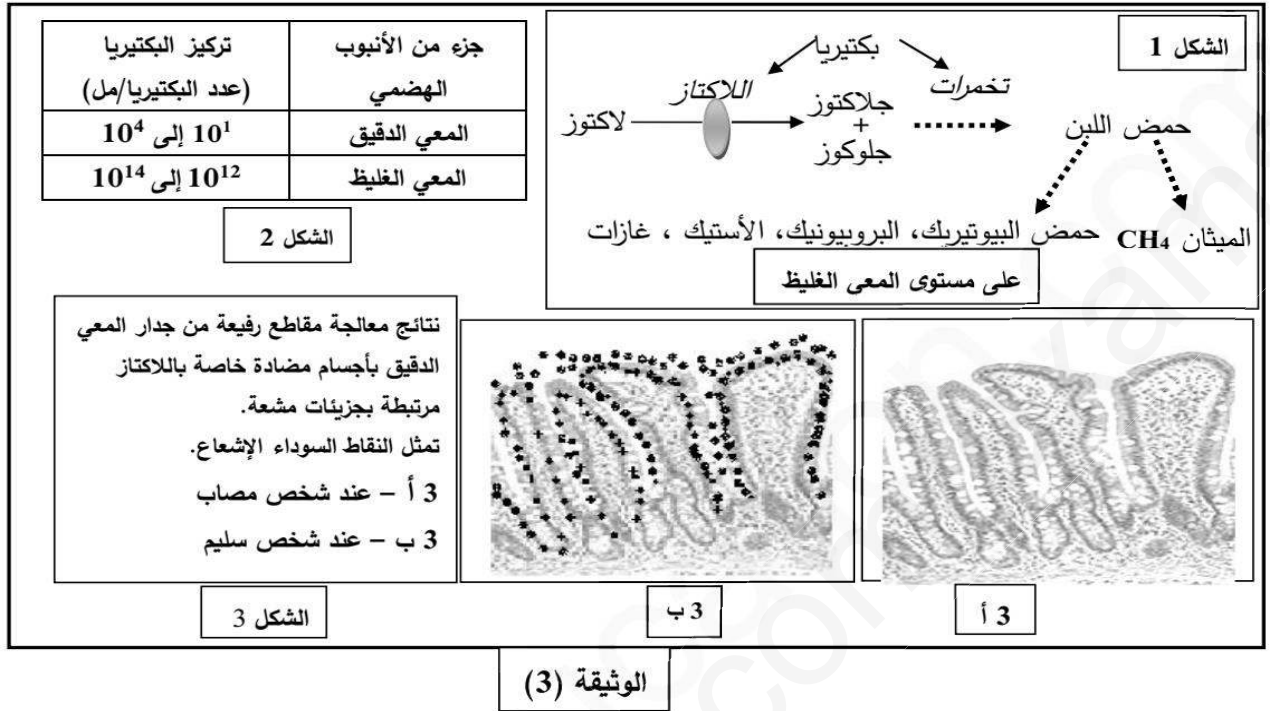 الشكل 1
بكتيريا
اللاكتاز
تخمرات
لاكتوز
جلاكتوز
+
جلوكوز
حمض اللبن
الميثان CH₄
حمض البيوتيريك، البروبيونيك، الأستيك ، غازات
على مستوى المعي الغليظ
جزء من الأنبوب الهضمي
تركيز البكتيريا (عدد البكتيريا/مل)
المعي الدقيق
10¹ إلى 10⁴
المعي الغليظ
10¹² إلى 10¹⁴
الشكل 2
3 أ
3 ب
نتائج معالجة مقاطع رفيعة من جدار المعي
الدقيق بأجسام مضادة خاصة باللاكتاز
مرتبطة بجزيئات مشعة.
تمثل النقاط السوداء الإشعاع.
3 أ – عند شخص مصاب
3 ب – عند شخص سليم
الشكل 3
الوثيقة (3)